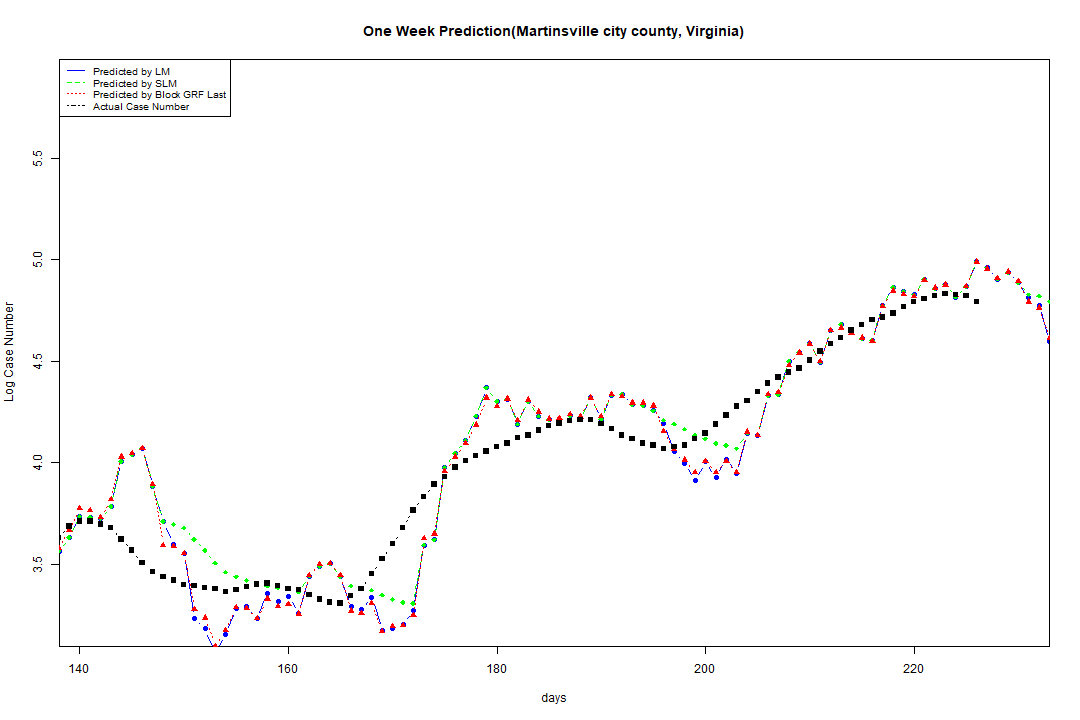 One Week Prediction(Martinsville city county, Virginia)
Predicted by LM
Predicted by SLM
Predicted by Block GRF Last
Actual Case Number
5.5
5.0
4.5
4.0
3.5
Log Case Number
140 160 180 200 220
days